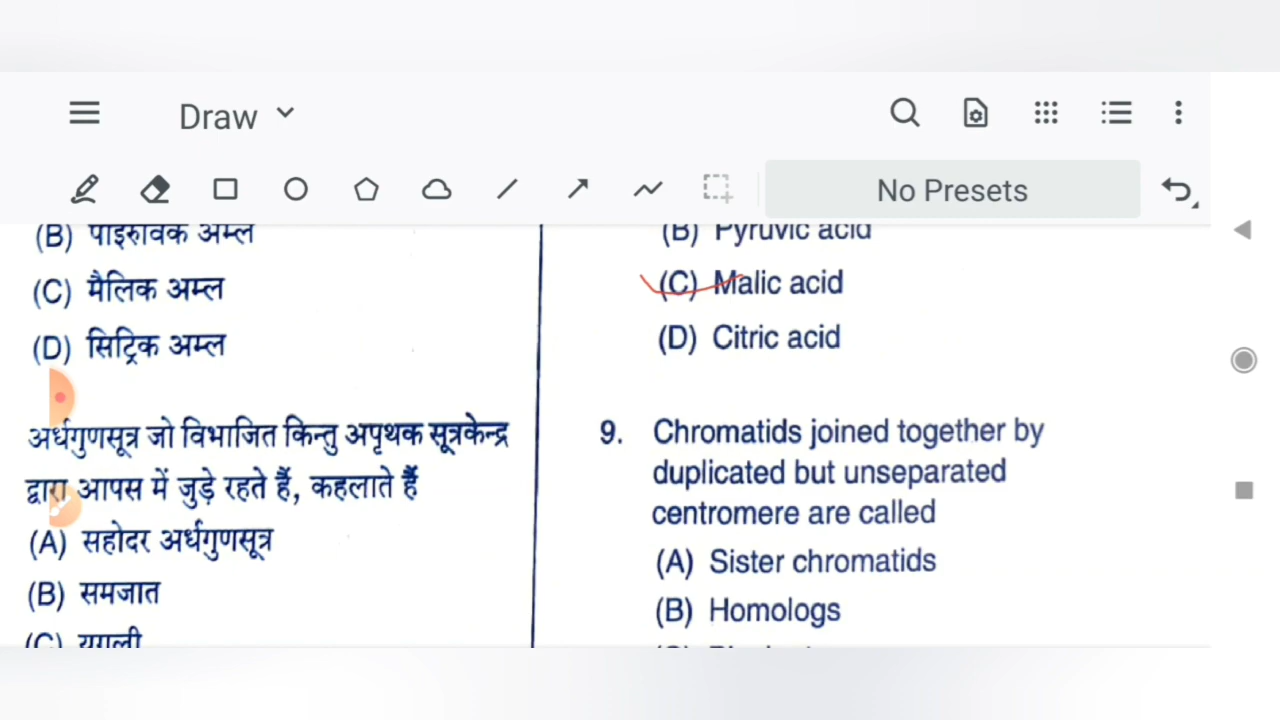 Draw
No Presets
(B) पाइरुविक अम्ल
(C) मैलिक अम्ल
(D) सिट्रिक अम्ल
अर्धगुणसूत्र जो विभाजित किन्तु अपृथक सूत्रकेन्द्र
द्वारा आपस में जुड़े रहते हैं, कहलाते हैं
(A) सहोदर अर्धगुणसूत्र
(B) समजात
(C) युगली
(B) Pyruvic acid
(C) Malic acid
(D) Citric acid
9. Chromatids joined together by
duplicated but unseparated
centromere are called
(A) Sister chromatids
(B) Homologs